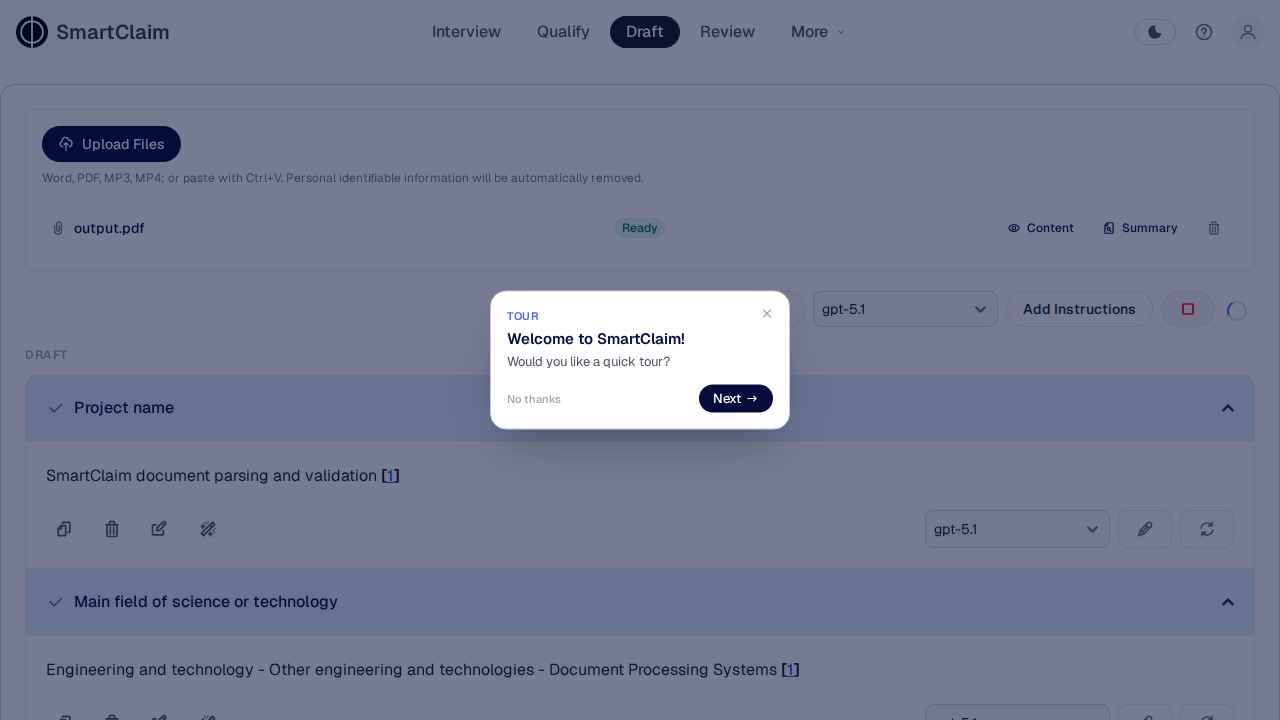 SmartClaim
Interview
Qualify
Draft
Review
More
Upload Files
Word, PDF, MP3, MP4; or paste with Ctrl+V. Personal identifiable information will be automatically removed.
output.pdf
Ready
Content
Summary
gpt-5.1
Add Instructions
TOUR
Welcome to SmartClaim!
Would you like a quick tour?
No thanks
Next →
DRAFT
Project name
SmartClaim document parsing and validation [1]
gpt-5.1
Main field of science or technology
Engineering and technology - Other engineering and technologies - Document Processing Systems [1]